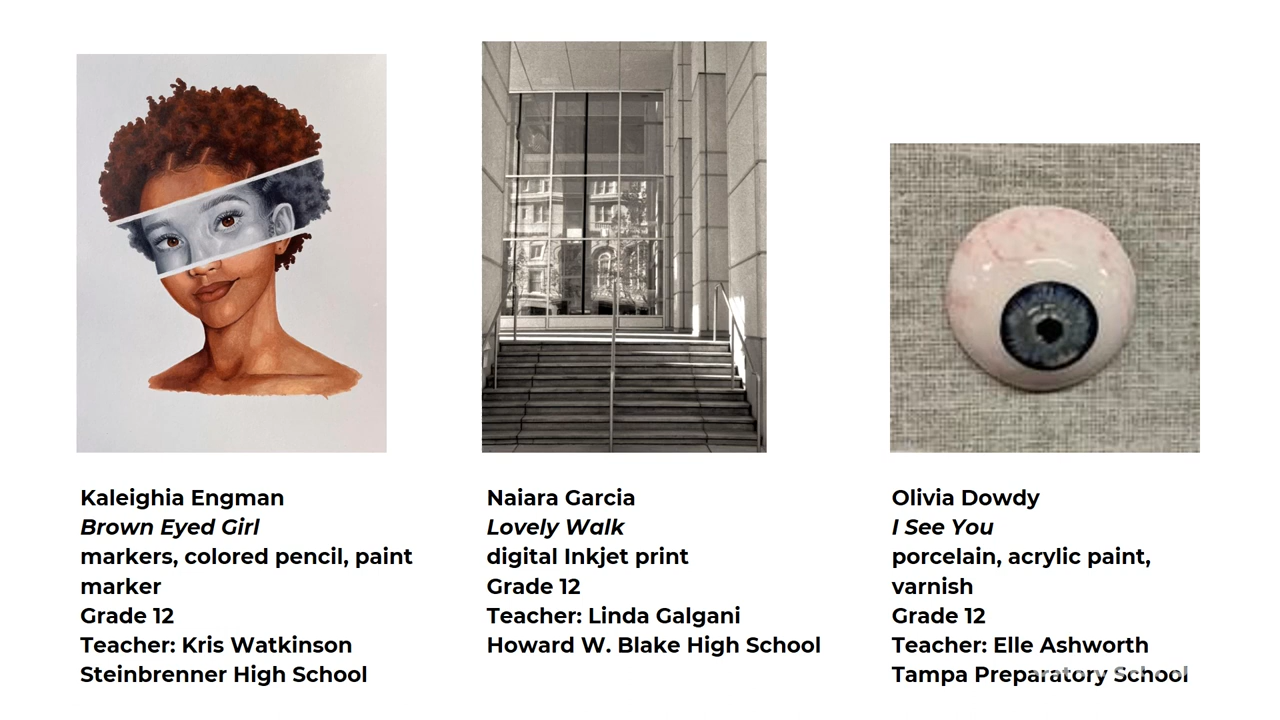 Kaleighia Engman
Brown Eyed Girl
markers, colored pencil, paint
marker
Grade 12
Teacher: Kris Watkinson
Steinbrenner High School
Naiara Garcia
Lovely Walk
digital Inkjet print
Grade 12
Teacher: Linda Galgani
Howard W. Blake High School
Olivia Dowdy
I See You
porcelain, acrylic paint,
varnish
Grade 12
Teacher: Elle Ashworth
Tampa Preparatory School